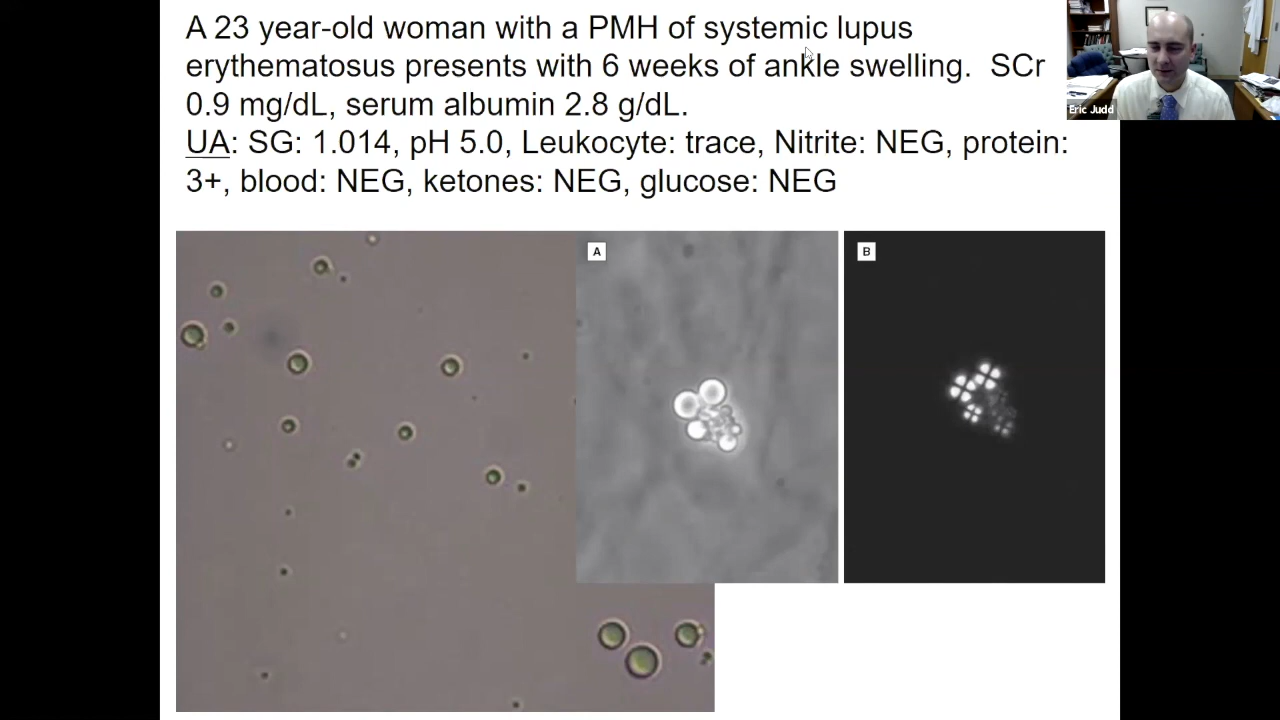 A 23 year-old woman with a PMH of systemic lupus
erythematosus presents with 6 weeks of ankle swelling. SCr
0.9 mg/dL, serum albumin 2.8 g/dL.
UA: SG: 1.014, pH 5.0, Leukocyte: trace, Nitrite: NEG, protein:
3+, blood: NEG, ketones: NEG, glucose: NEG
Eric Judd
A
B